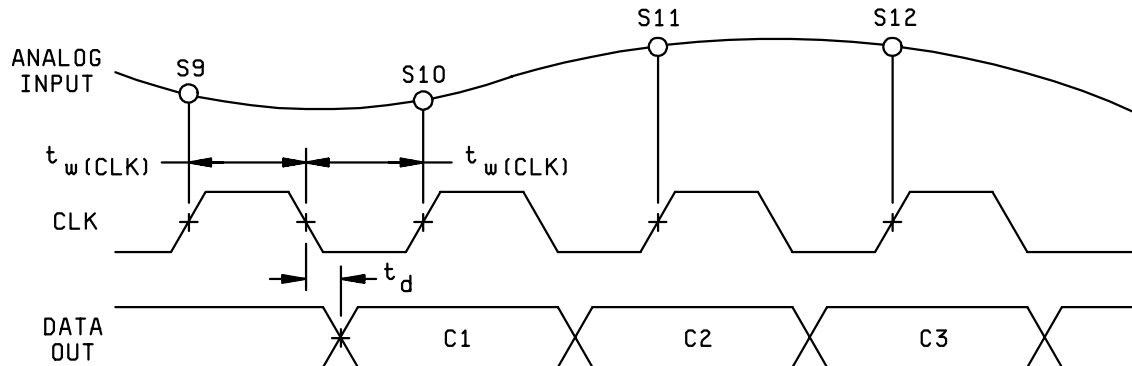 S11
S12
ANALOG
INPUT
S9
S10
t w(CLK)
t w(CLK)
CLK
t d
DATA
OUT
C1
C2
C3